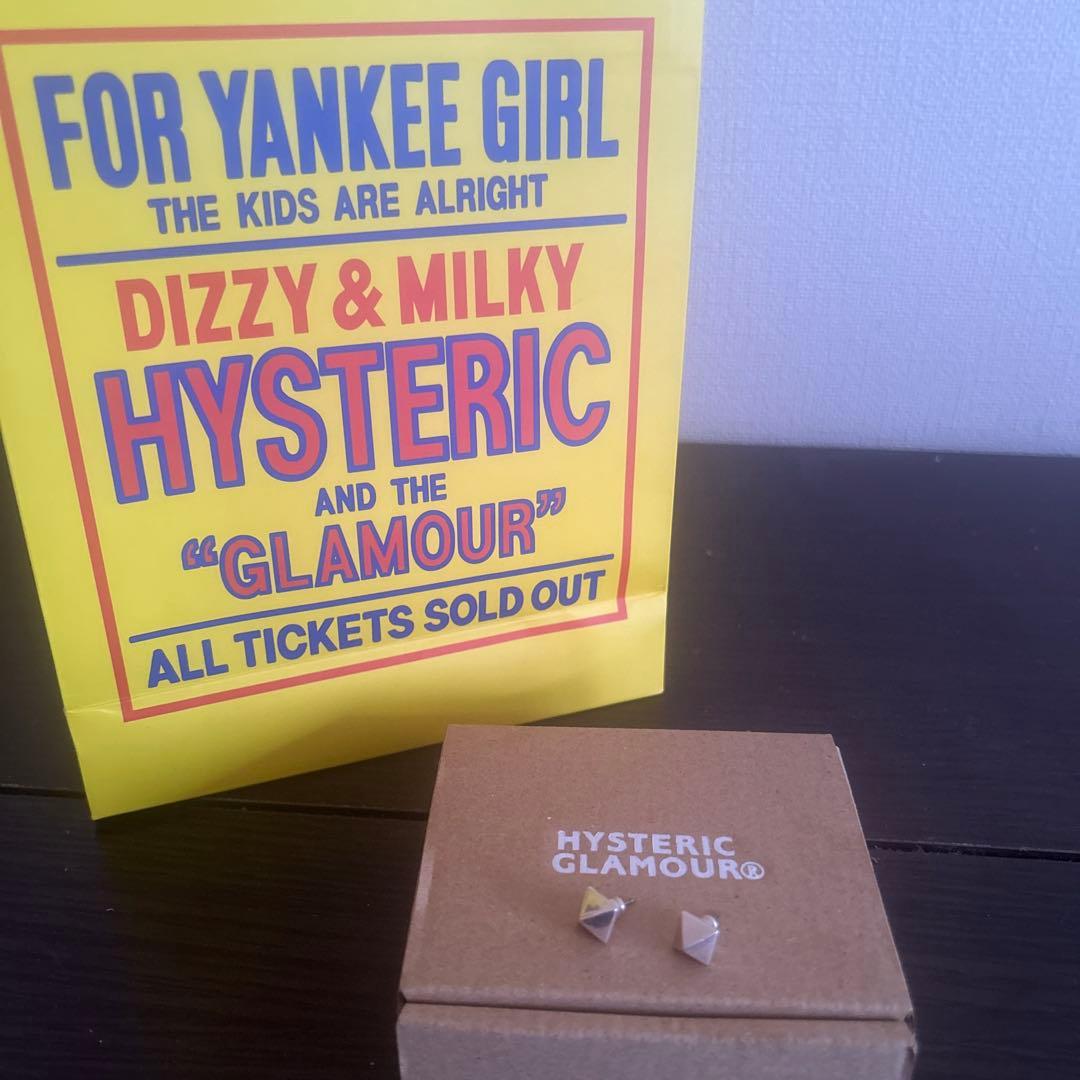 FOR YANKEE GIRL
THE KIDS ARE ALRIGHT
DIZZY & MILKY
HYSTERIC
AND THE
“GLAMOUR”
ALL TICKETS SOLD OUT
HYSTERIC
GLAMOUR®